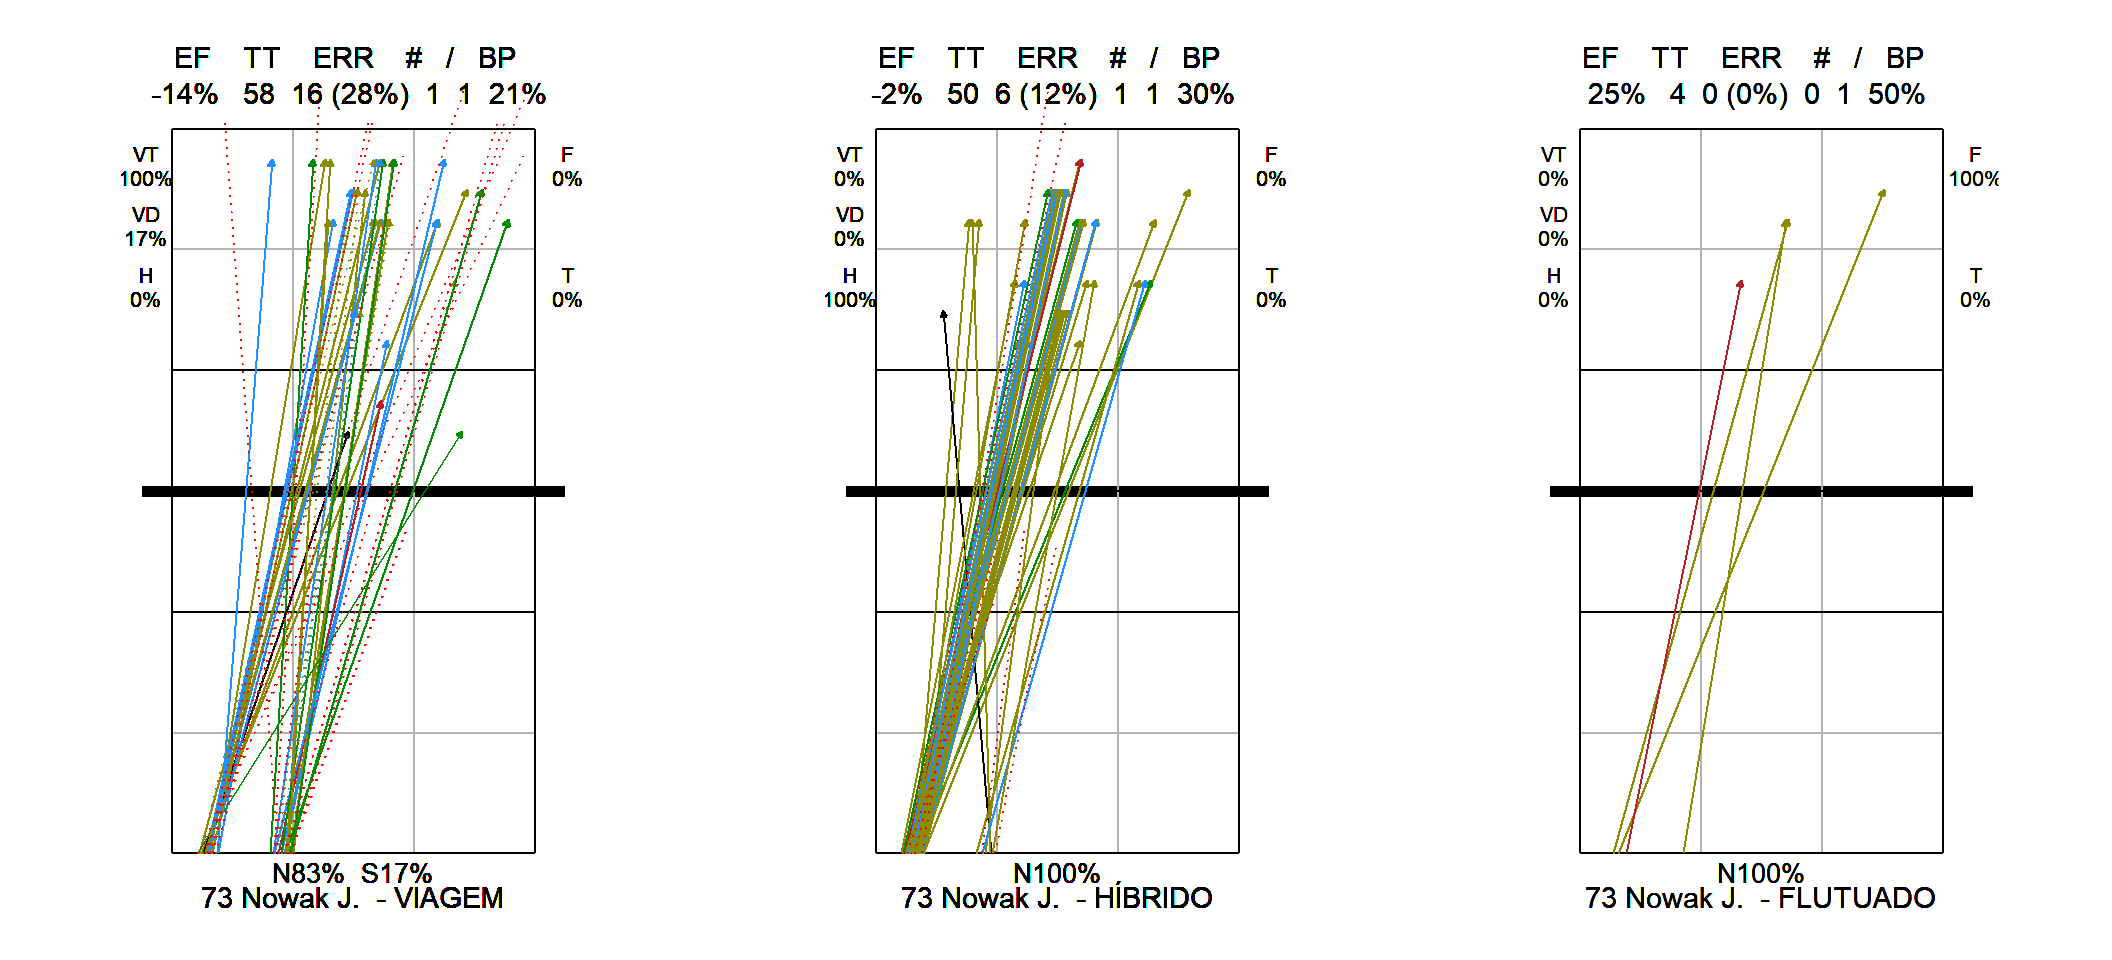 EF TT ERR # / BP
-14% 58 16 (28%) 1 1 21%
VT
100%
VD
17%
H
0%
F
0%
T
0%
N83% S17%
73 Nowak J. - VIAGEM
EF TT ERR # / BP
-2% 50 6 (12%) 1 1 30%
VT
0%
VD
0%
H
100%
F
0%
T
0%
N100%
73 Nowak J. - HÍBRIDO
EF TT ERR # / BP
25% 4 0 (0%) 0 1 50%
VT
0%
VD
0%
H
0%
F
100%
T
0%
N100%
73 Nowak J. - FLUTUADO